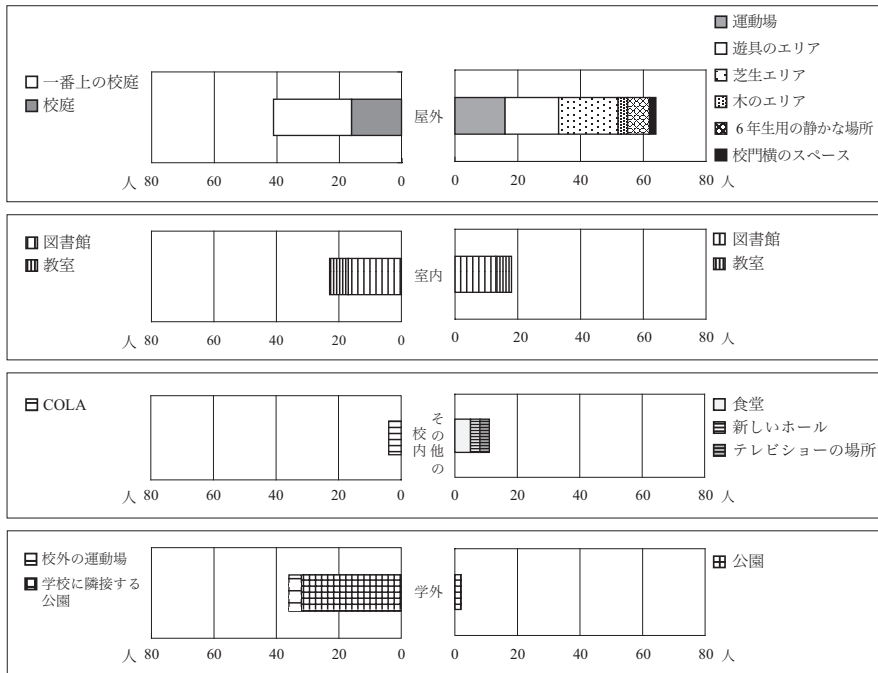 一番上の校庭
校庭
屋外
運動場
遊具のエリア
芝生エリア
木のエリア
6年生用の静かな場所
校門横のスペース
人 80 60 40 20 0
0 20 40 60 80 人
図書館
教室
室内
図書館
教室
人 80 60 40 20 0
0 20 40 60 80 人
COLA
その他の
校内
食堂
新しいホール
テレビショーの場所
人 80 60 40 20 0
0 20 40 60 80 人
校外の運動場
学校に隣接する
公園
学外
公園
人 80 60 40 20 0
0 20 40 60 80 人